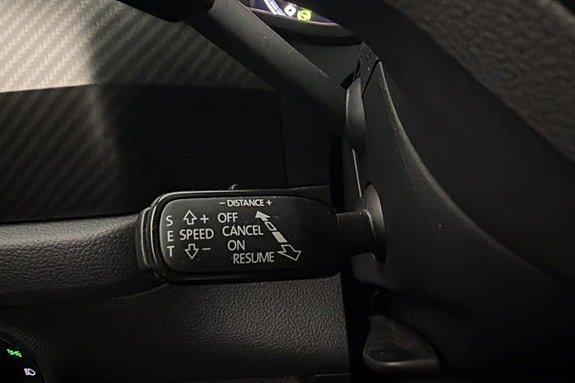 − DISTANCE +
S + OFF
E SPEED CANCEL
ON
T − RESUME